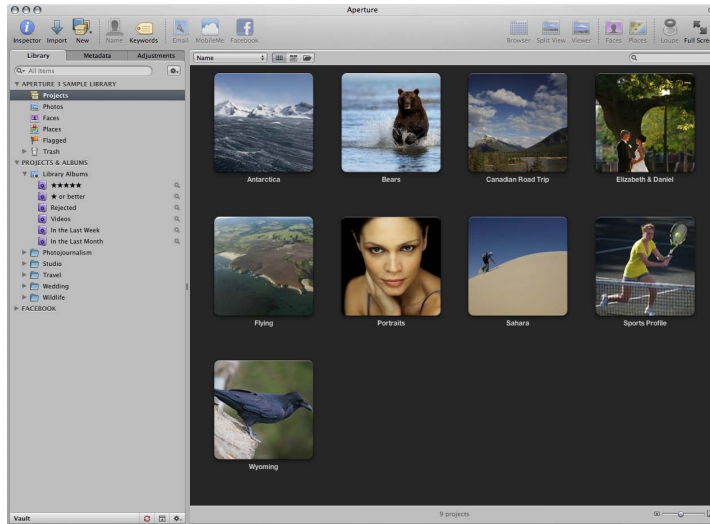 Aperture
Inspector Import New Name Keywords Email MobileMe Facebook Browser Split View Viewer Faces Places Loupe Full Scree
Library Metadata Adjustments
All Items
Name
APERTURE 3 SAMPLE LIBRARY
Projects
Photos
Faces
Places
Flagged
Trash
PROJECTS & ALBUMS
Library Albums
★★★★★
★ or better
Rejected
Videos
In the Last Week
In the Last Month
Photojournalism
Studio
Travel
Wedding
Wildlife
FACEBOOK
Antarctica Bears Canadian Road Trip Elizabeth & Daniel
Flying Portraits Sahara Sports Profile
Wyoming
Vault
9 projects